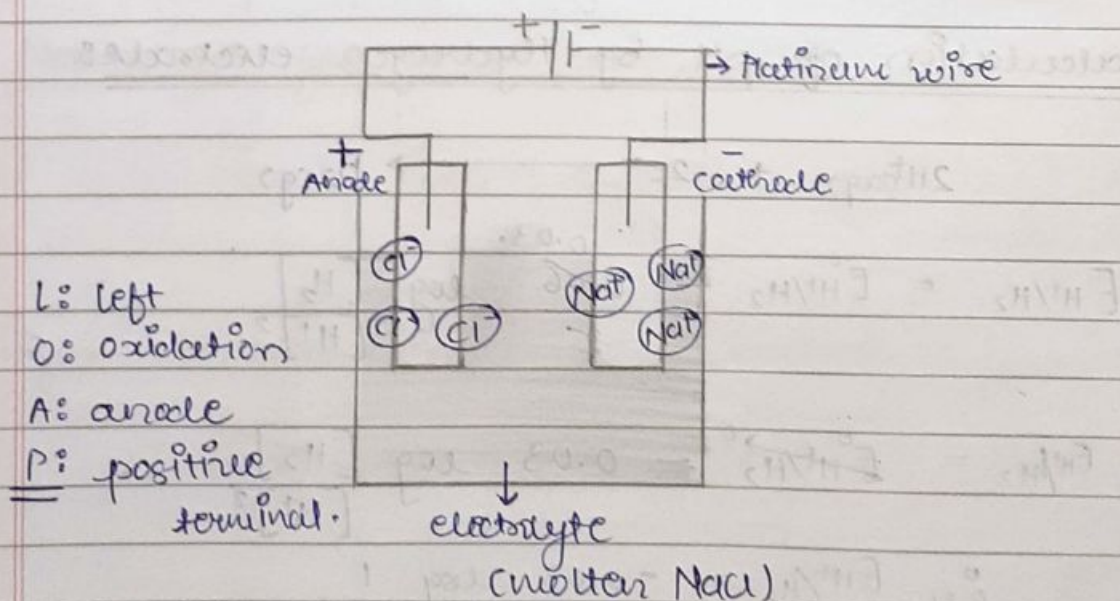 + -
→ Platinum wire
+ Anode
- cathode
Cl⁻
Cl⁻ Cl⁻
Na⁺ Na⁺
Na⁺
L: left
O: oxidation
A: anode
P: positive
terminal.
electrolyte
(molten NaCl)